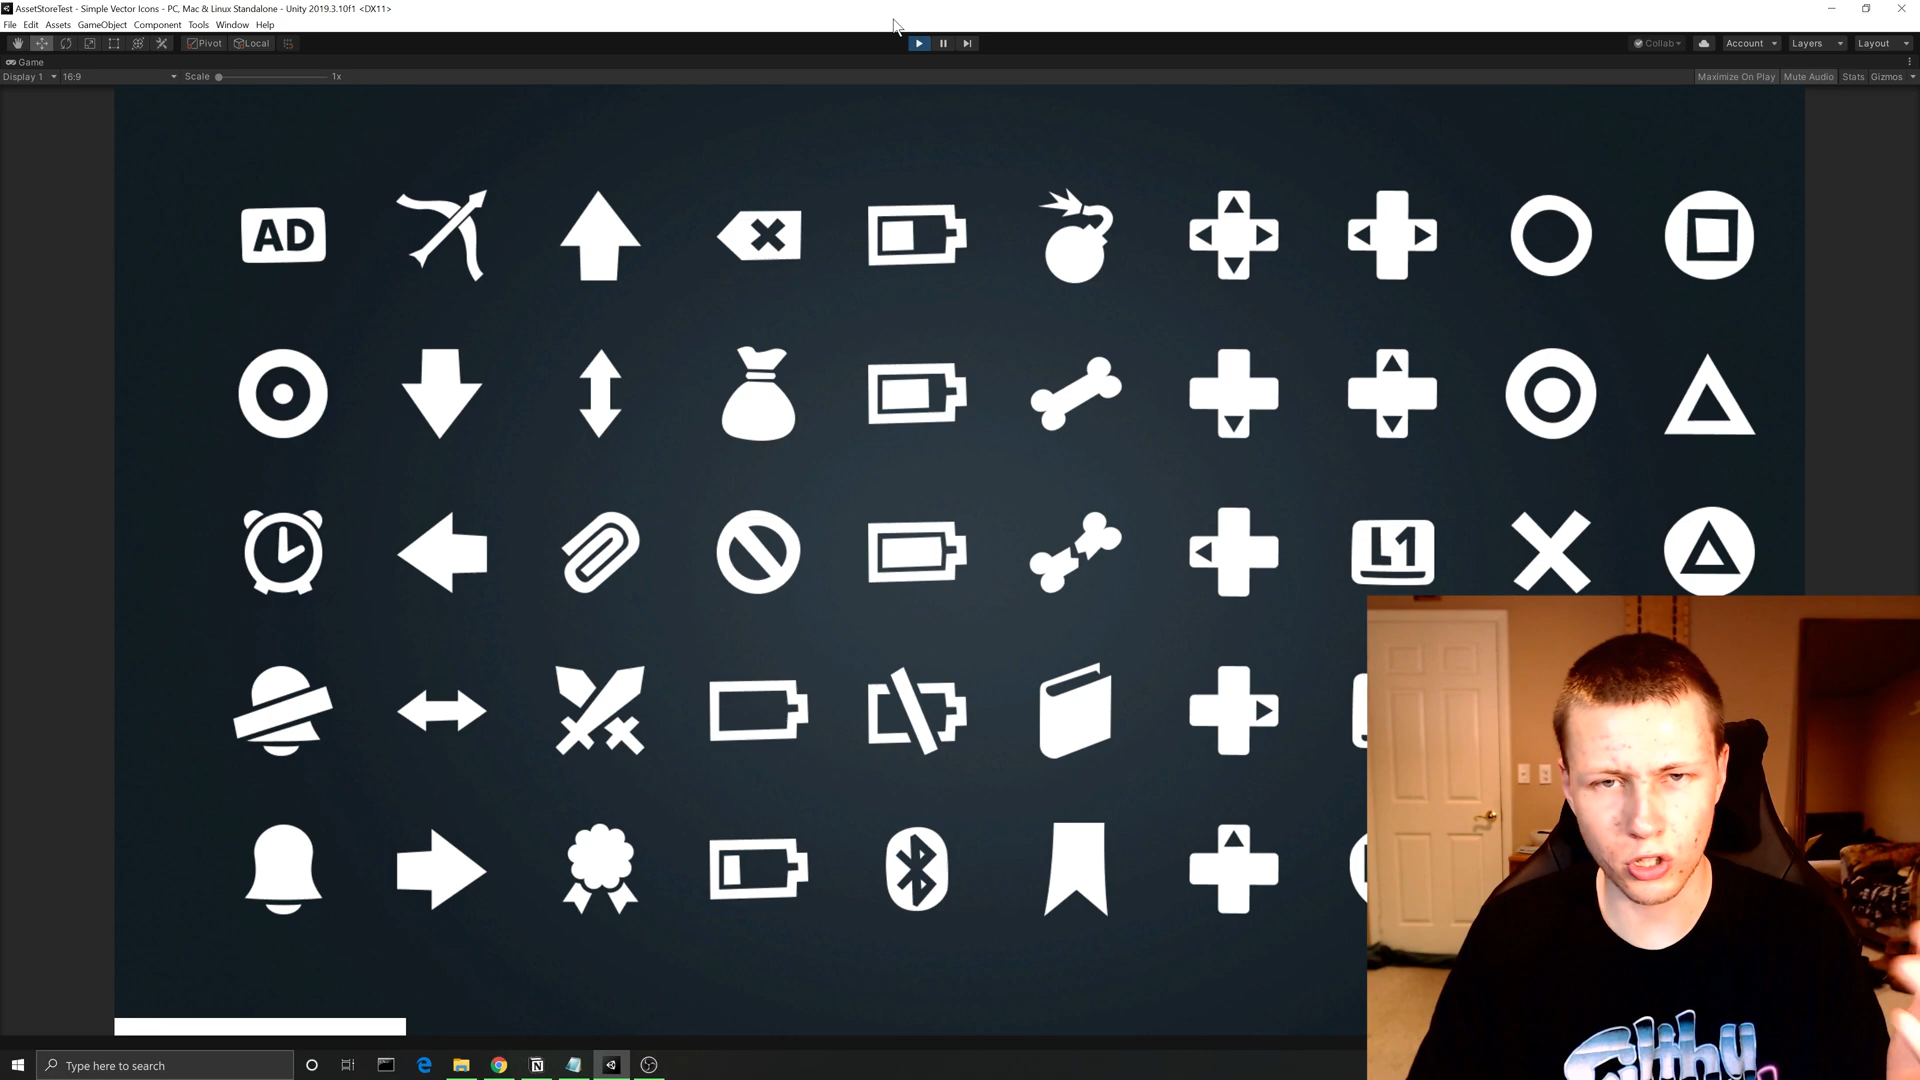 AssetStoreTest - Simple Vector Icons - PC, Mac & Linux Standalone - Unity 2019.3.10f1 <DX11>
File Edit Assets GameObject Component Tools Window Help
Pivot Local Collab Account Layers Layout
Game
Display 1 16:9 Scale 1x Maximize On Play Mute Audio Stats Gizmos
AD
L1
Filthy
Type here to search